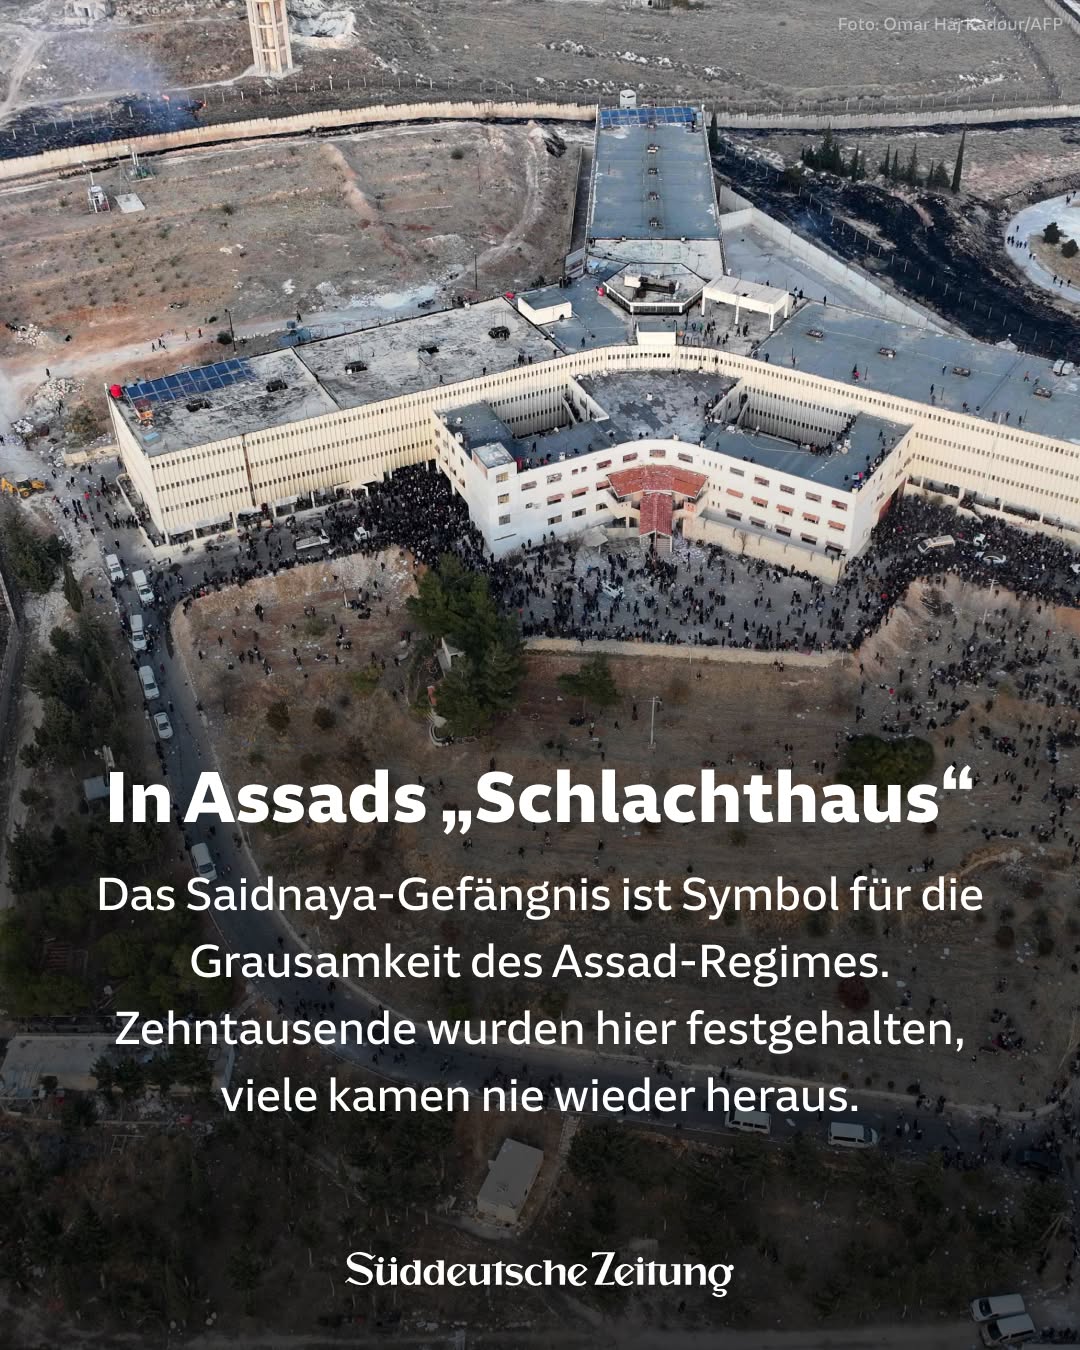 Foto: Omar Haj Kadour/AFP
In Assads „Schlachthaus“
Das Saidnaya-Gefängnis ist Symbol für die
Grausamkeit des Assad-Regimes.
Zehntausende wurden hier festgehalten,
viele kamen nie wieder heraus.
Süddeutsche Zeitung